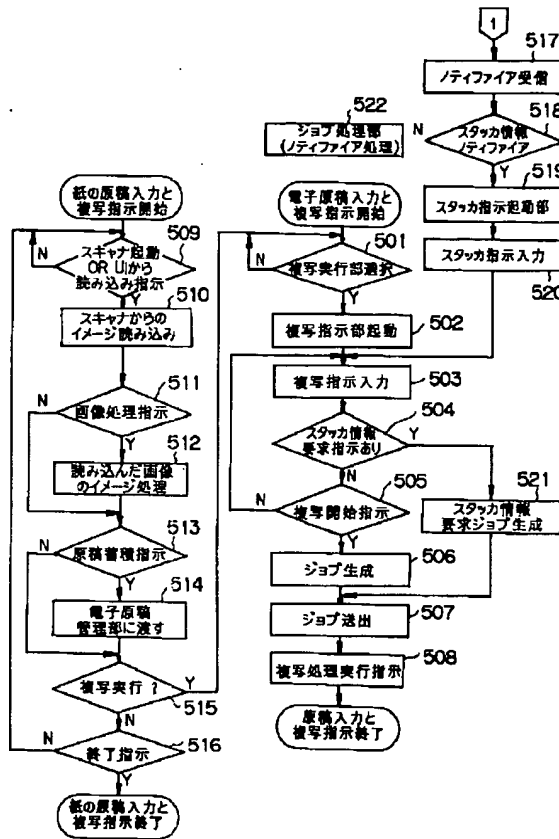 紙の原稿入力と
複写指示開始
509
スキャナ起動
OR UIから
読み込み指示
N
Y
510
スキャナからの
イメージ読み込み
511
N
画像処理指示
Y
512
読み込んだ画像
のイメージ処理
513
N
原稿蓄積指示
Y
514
電子原稿
管理部に渡す
複写実行?
Y
515
N
516
N
終了指示
Y
紙の原稿入力と
複写指示終了
522
ジョブ処理部
(ノティファイア処理)
電子原稿入力と
複写指示開始
501
N
複写実行部選択
Y
502
複写指示部起動
503
複写指示入力
504
スタッカ情報
要求指示あり
Y
N
505
N
複写開始指示
Y
506
ジョブ生成
521
スタッカ情報
要求ジョブ生成
507
ジョブ送出
508
複写処理実行指示
原稿入力と
複写指示終了
1
517
ノティファイア受信
518
N
スタッカ情報
ノティファイア
Y
519
スタッカ指示起動部
スタッカ指示入力
520